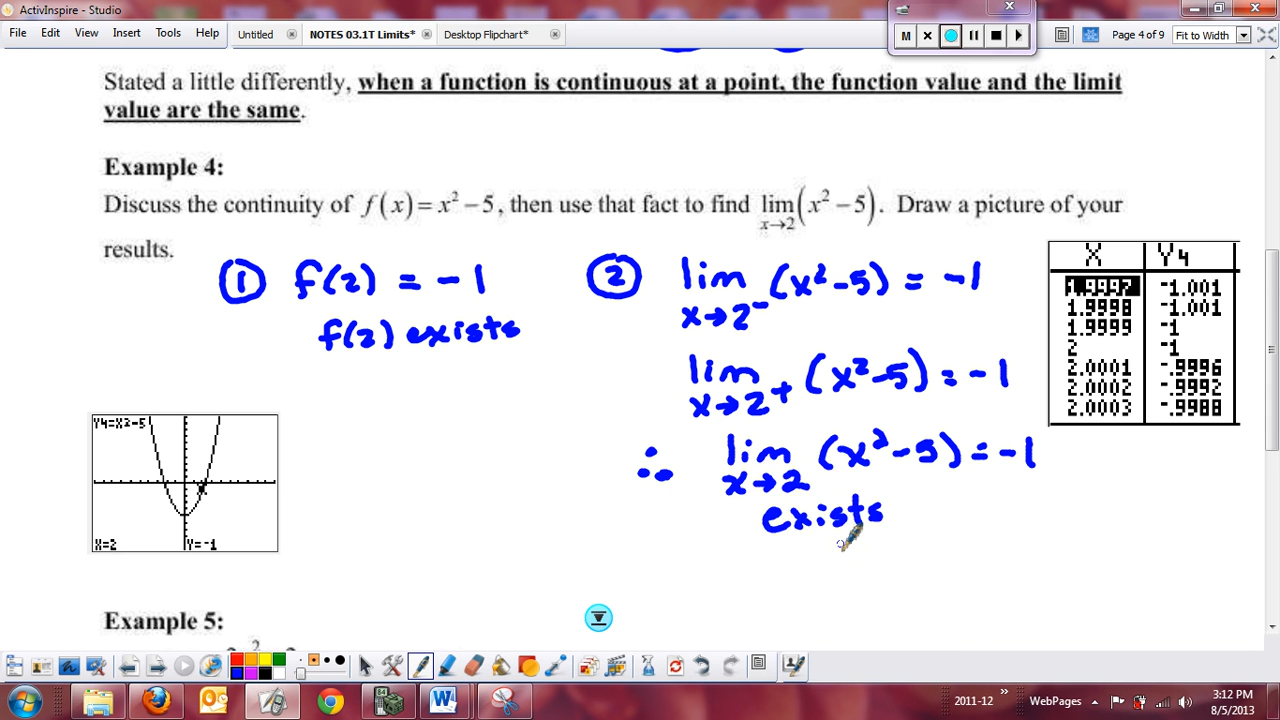 ActivInspire - Studio
File Edit View Insert Tools Help Untitled NOTES 03.1T Limits* Desktop Flipchart* Page 4 of 9 Fit to Width
Stated a little differently, when a function is continuous at a point, the function value and the limit
value are the same.
Example 4:
Discuss the continuity of f(x) = x² − 5, then use that fact to find lim x→2 (x² − 5). Draw a picture of your
results.
① f(2) = -1
f(2) exists
② lim x→2⁻ (x²-5) = -1
lim x→2⁺ (x²-5) = -1
∴ lim x→2 (x²-5) = -1
exists
X Y4
-1.001
1.9998 -1.001
1.9999 -1
2 -1
2.0001 -.9996
2.0002 -.9992
2.0003 -.9988
Y4=X2-5
X=2 Y=-1
Example 5:
2011-12 » WebPages 3:12 PM
8/5/2013